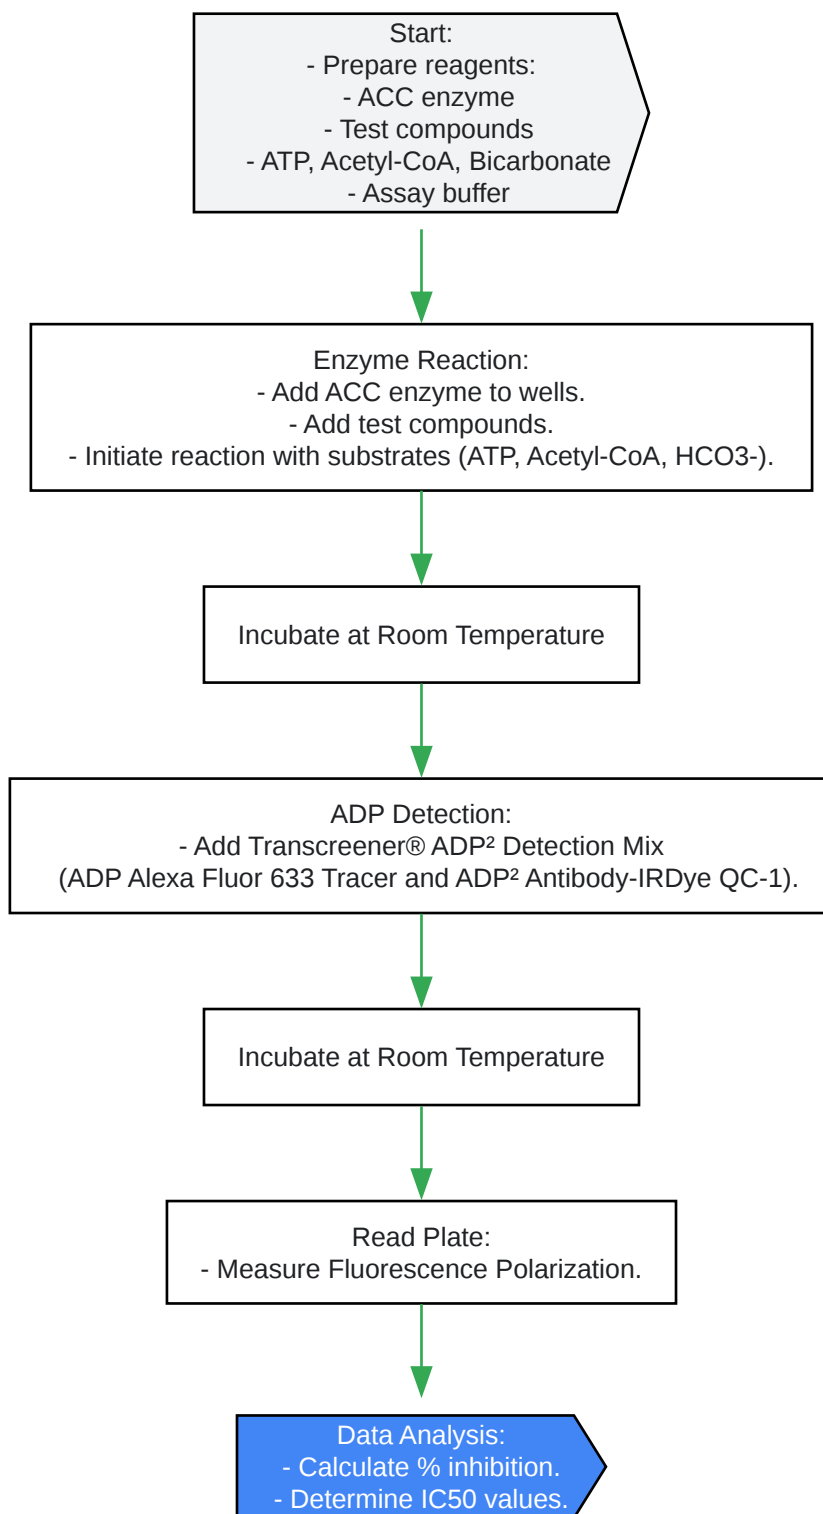 Start:
- Prepare reagents:
- ACC enzyme
- Test compounds
- ATP, Acetyl-CoA, Bicarbonate
- Assay buffer
Enzyme Reaction:
- Add ACC enzyme to wells.
- Add test compounds.
- Initiate reaction with substrates (ATP, Acetyl-CoA, HCO3-).
Incubate at Room Temperature
ADP Detection:
- Add Transcreener® ADP² Detection Mix
(ADP Alexa Fluor 633 Tracer and ADP² Antibody-IRDye QC-1).
Incubate at Room Temperature
Read Plate:
- Measure Fluorescence Polarization.
Data Analysis:
- Calculate % inhibition.
- Determine IC50 values.